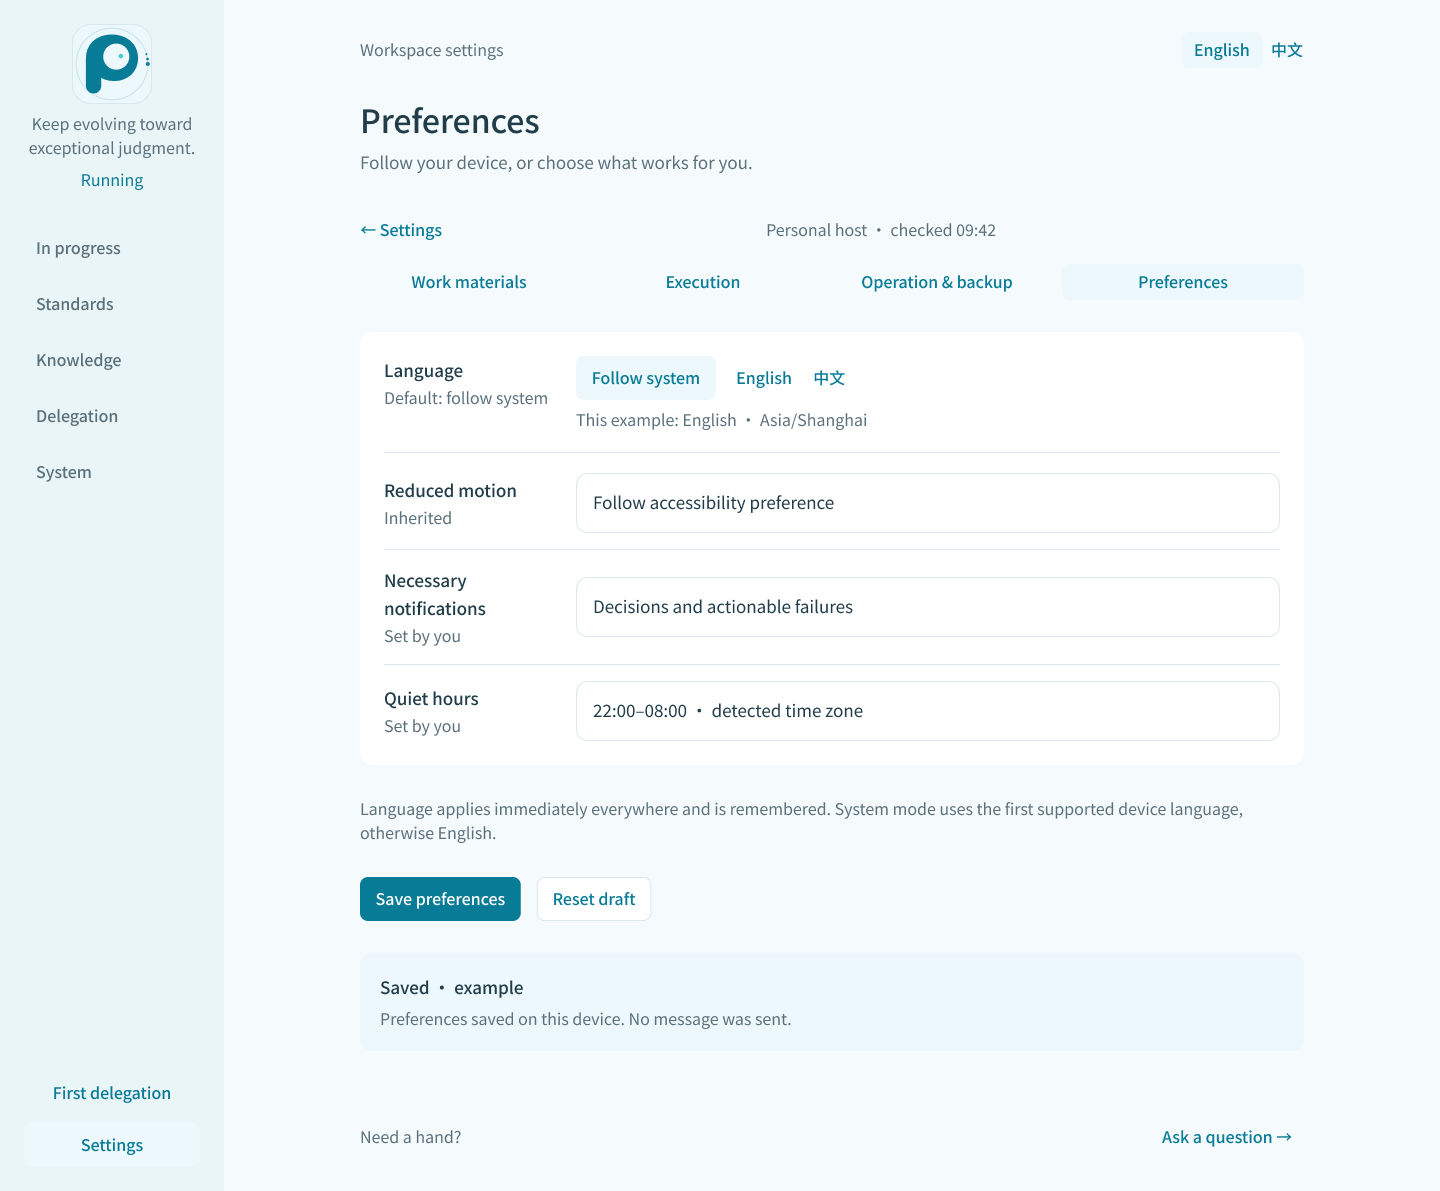 Keep evolving toward
exceptional judgment.
Running
In progress
Standards
Knowledge
Delegation
System
First delegation
Settings
Workspace settings
English 中文
Preferences
Follow your device, or choose what works for you.
← Settings
Personal host • checked 09:42
Work materials Execution Operation & backup Preferences
Language
Default: follow system
Follow system English 中文
This example: English • Asia/Shanghai
Reduced motion
Inherited
Follow accessibility preference
Necessary
notifications
Set by you
Decisions and actionable failures
Quiet hours
Set by you
22:00–08:00 • detected time zone
Language applies immediately everywhere and is remembered. System mode uses the first supported device language,
otherwise English.
Save preferences Reset draft
Saved • example
Preferences saved on this device. No message was sent.
Need a hand?
Ask a question →